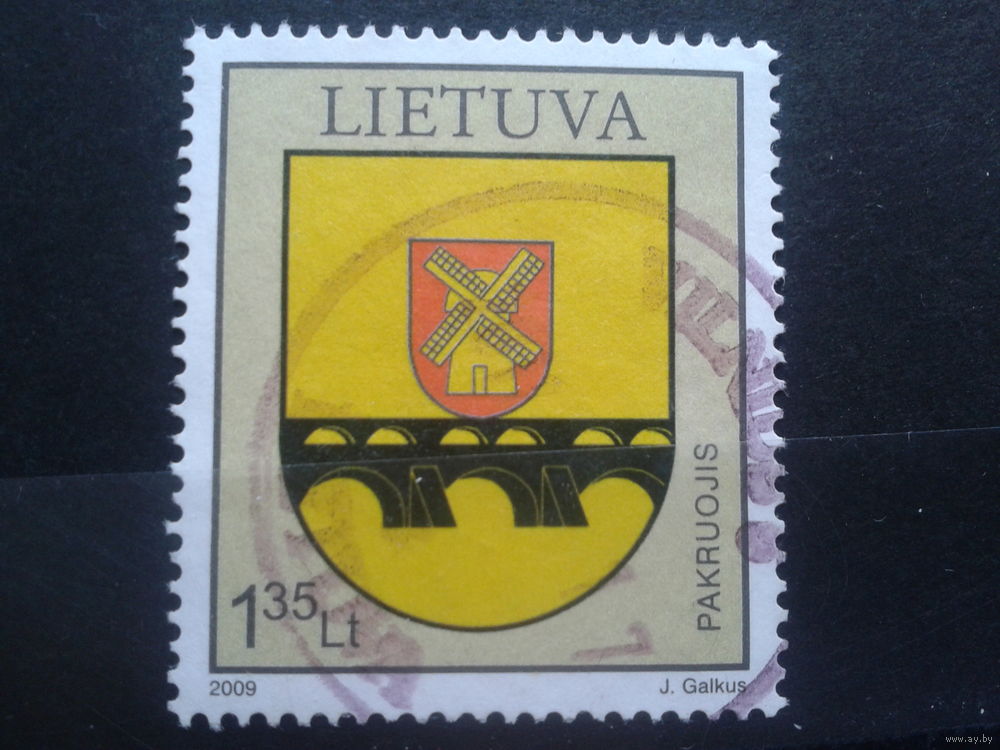 LIETUVA
PAKRUOJIS
1 35 Lt
2009
J. Galkus
www.ay.by